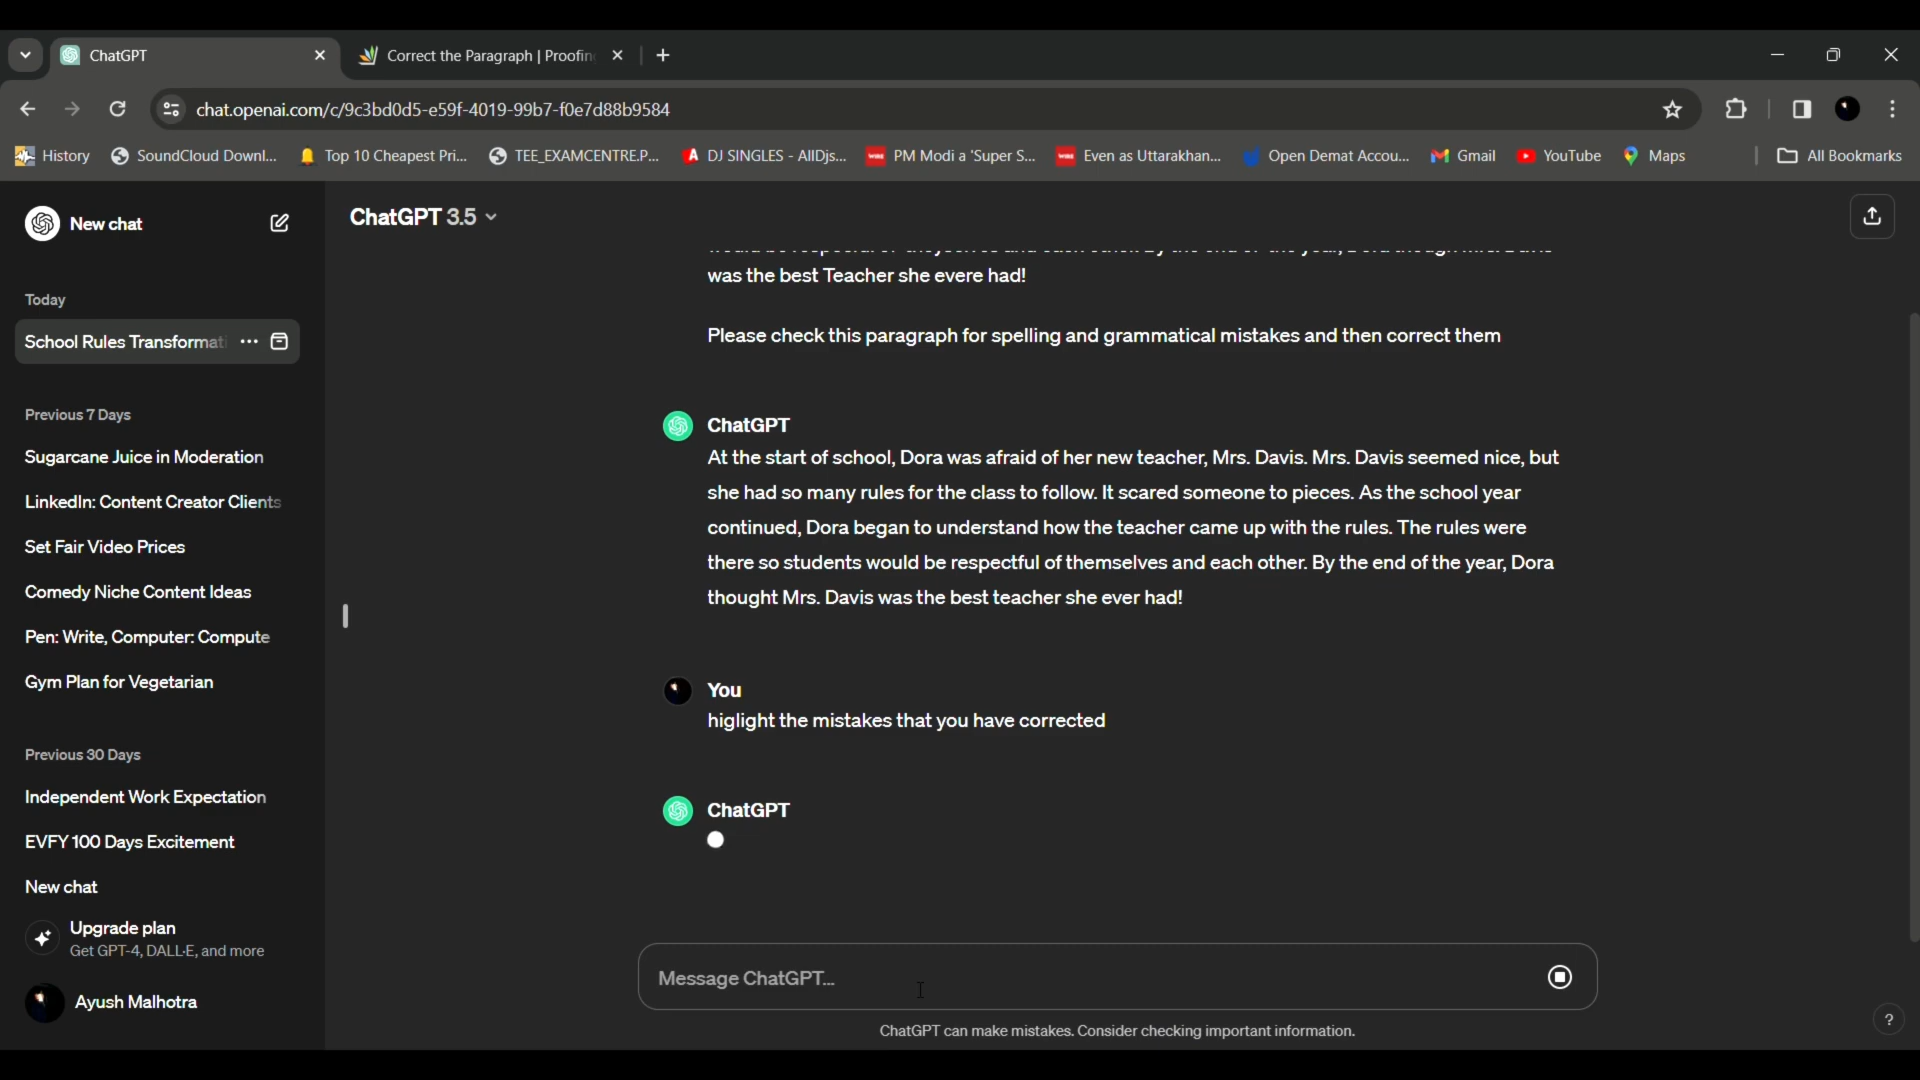 ChatGPT
Correct the Paragraph | Proofin
chat.openai.com/c/9c3bd0d5-e59f-4019-99b7-f0e7d88b9584
History
SoundCloud Downl...
Top 10 Cheapest Pri...
TEE_EXAMCENTRE.P...
DJ SINGLES - AllDjs...
PM Modi a 'Super S...
Even as Uttarakhan...
Open Demat Accou...
Gmail
YouTube
Maps
All Bookmarks
New chat
ChatGPT 3.5
Today
School Rules Transformati
Previous 7 Days
Sugarcane Juice in Moderation
LinkedIn: Content Creator Clients
Set Fair Video Prices
Comedy Niche Content Ideas
Pen: Write, Computer: Compute
Gym Plan for Vegetarian
Previous 30 Days
Independent Work Expectation
EVFY 100 Days Excitement
New chat
Upgrade plan
Get GPT-4, DALL·E, and more
Ayush Malhotra
was the best Teacher she evere had!
Please check this paragraph for spelling and grammatical mistakes and then correct them
ChatGPT
At the start of school, Dora was afraid of her new teacher, Mrs. Davis. Mrs. Davis seemed nice, but
she had so many rules for the class to follow. It scared someone to pieces. As the school year
continued, Dora began to understand how the teacher came up with the rules. The rules were
there so students would be respectful of themselves and each other. By the end of the year, Dora
thought Mrs. Davis was the best teacher she ever had!
You
higlight the mistakes that you have corrected
ChatGPT
Message ChatGPT...
ChatGPT can make mistakes. Consider checking important information.
?